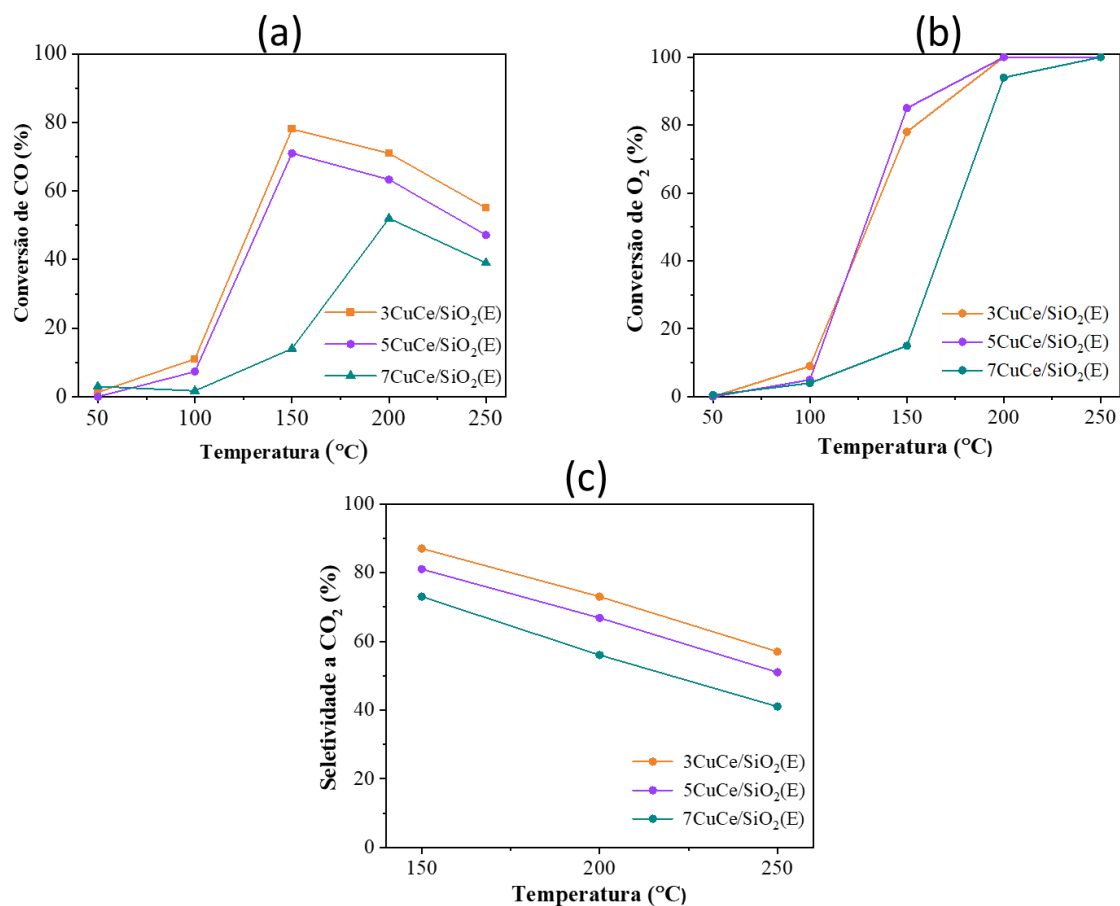 (a)
100
80
60
40
20
0
Conversão de CO (%)
3CuCe/SiO₂(E)
5CuCe/SiO₂(E)
7CuCe/SiO₂(E)
50 100 150 200 250
Temperatura (°C)
(b)
100
80
60
40
20
0
Conversão de O₂ (%)
3CuCe/SiO₂(E)
5CuCe/SiO₂(E)
7CuCe/SiO₂(E)
50 100 150 200 250
Temperatura (°C)
(c)
100
80
60
40
20
0
Seletividade a CO₂ (%)
3CuCe/SiO₂(E)
5CuCe/SiO₂(E)
7CuCe/SiO₂(E)
150 200 250
Temperatura (°C)